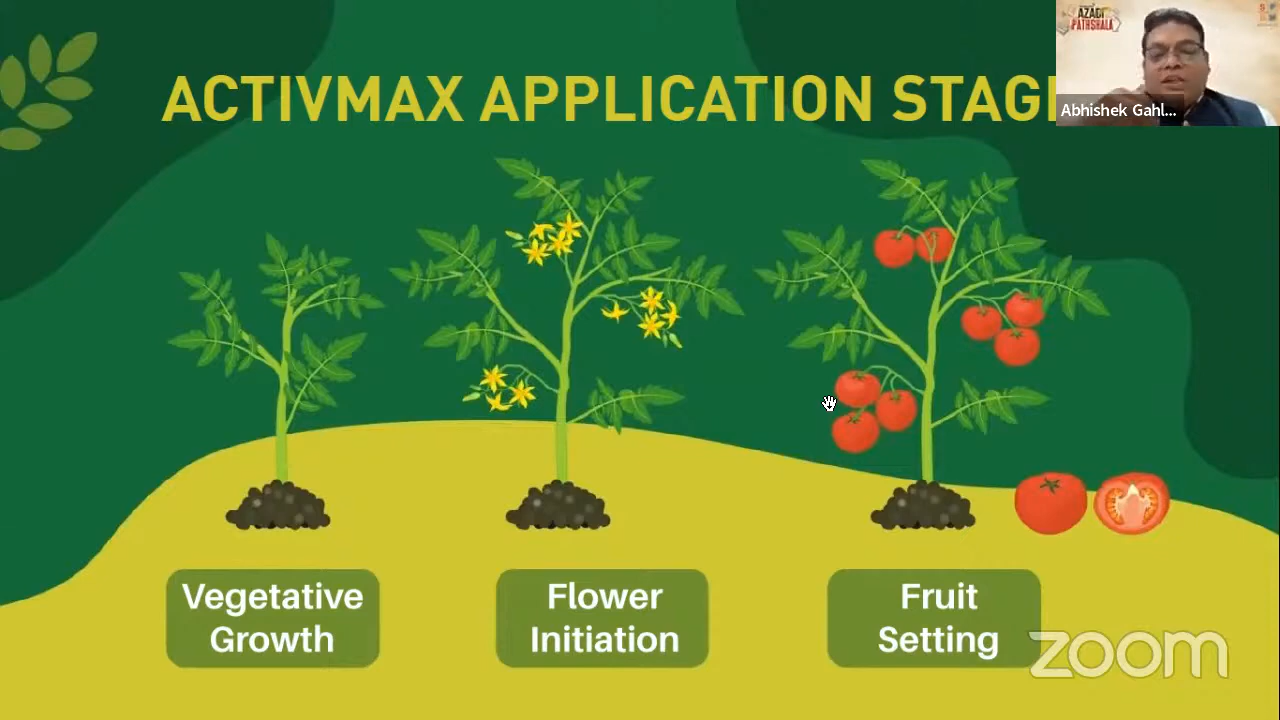 ACTIVMAX APPLICATION STAG
AZADI
PATHSHALA
Abhishek Gahl...
Vegetative
Growth
Flower
Initiation
Fruit
Setting
zoom